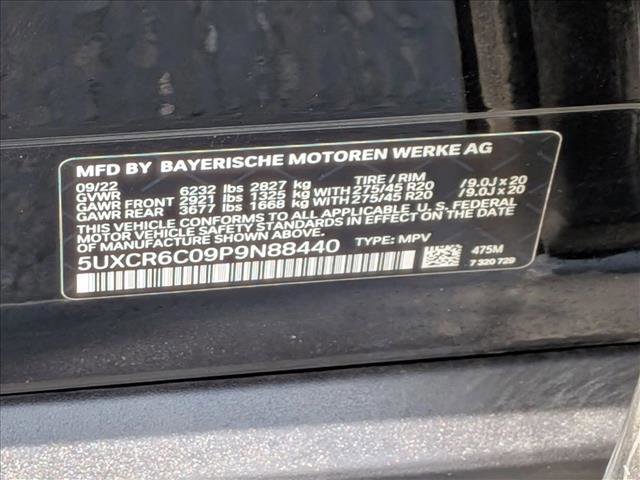 MFD BY BAYERISCHE MOTOREN WERKE AG
09/22 TIRE / RIM
GVWR 6232 lbs 2827 kg
GAWR FRONT 2921 lbs 1325 kg WITH 275/45 R20 / 9.0J x 20
GAWR REAR 3677 lbs 1668 kg WITH 275/45 R20 / 9.0J x 20
THIS VEHICLE CONFORMS TO ALL APPLICABLE U.S. FEDERAL
MOTOR VEHICLE SAFETY STANDARDS IN EFFECT ON THE DATE
OF MANUFACTURE SHOWN ABOVE.
5UXCR6C09P9N88440 TYPE: MPV
475M
7 320 729